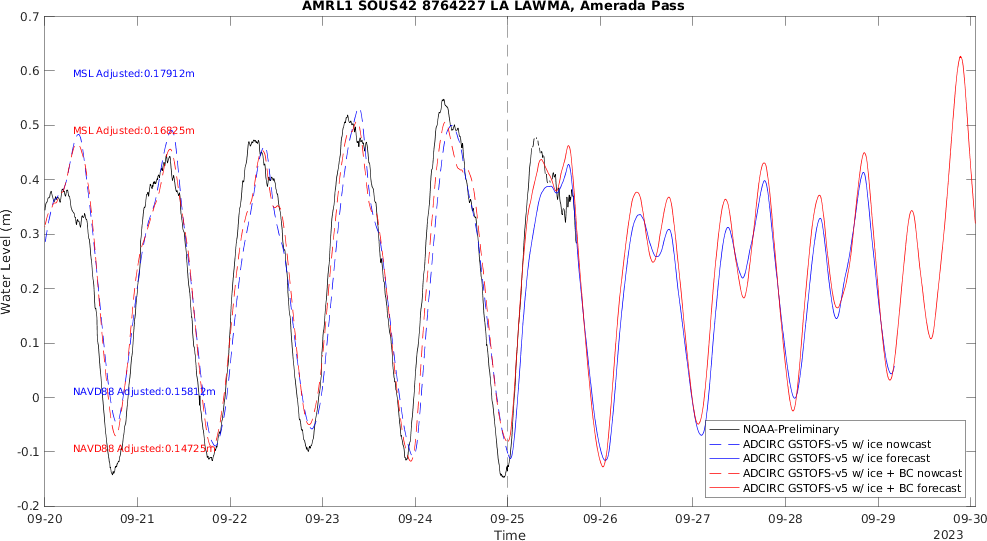 AMRL1 SOUS42 8764227 LA LAWMA, Amerada Pass
0.7
0.6
0.5
0.4
0.3
0.2
0.1
0
-0.1
-0.2
Water Level (m)
MSL Adjusted:0.17912m
MSL Adjusted:0.16825m
NAVD88 Adjusted:0.15812m
NAVD88 Adjusted:0.14725m
NOAA-Preliminary
ADCIRC GSTOFS-v5 w/ ice nowcast
ADCIRC GSTOFS-v5 w/ ice forecast
ADCIRC GSTOFS-v5 w/ ice + BC nowcast
ADCIRC GSTOFS-v5 w/ ice + BC forecast
09-20 09-21 09-22 09-23 09-24 09-25 09-26 09-27 09-28 09-29 09-30
Time
2023